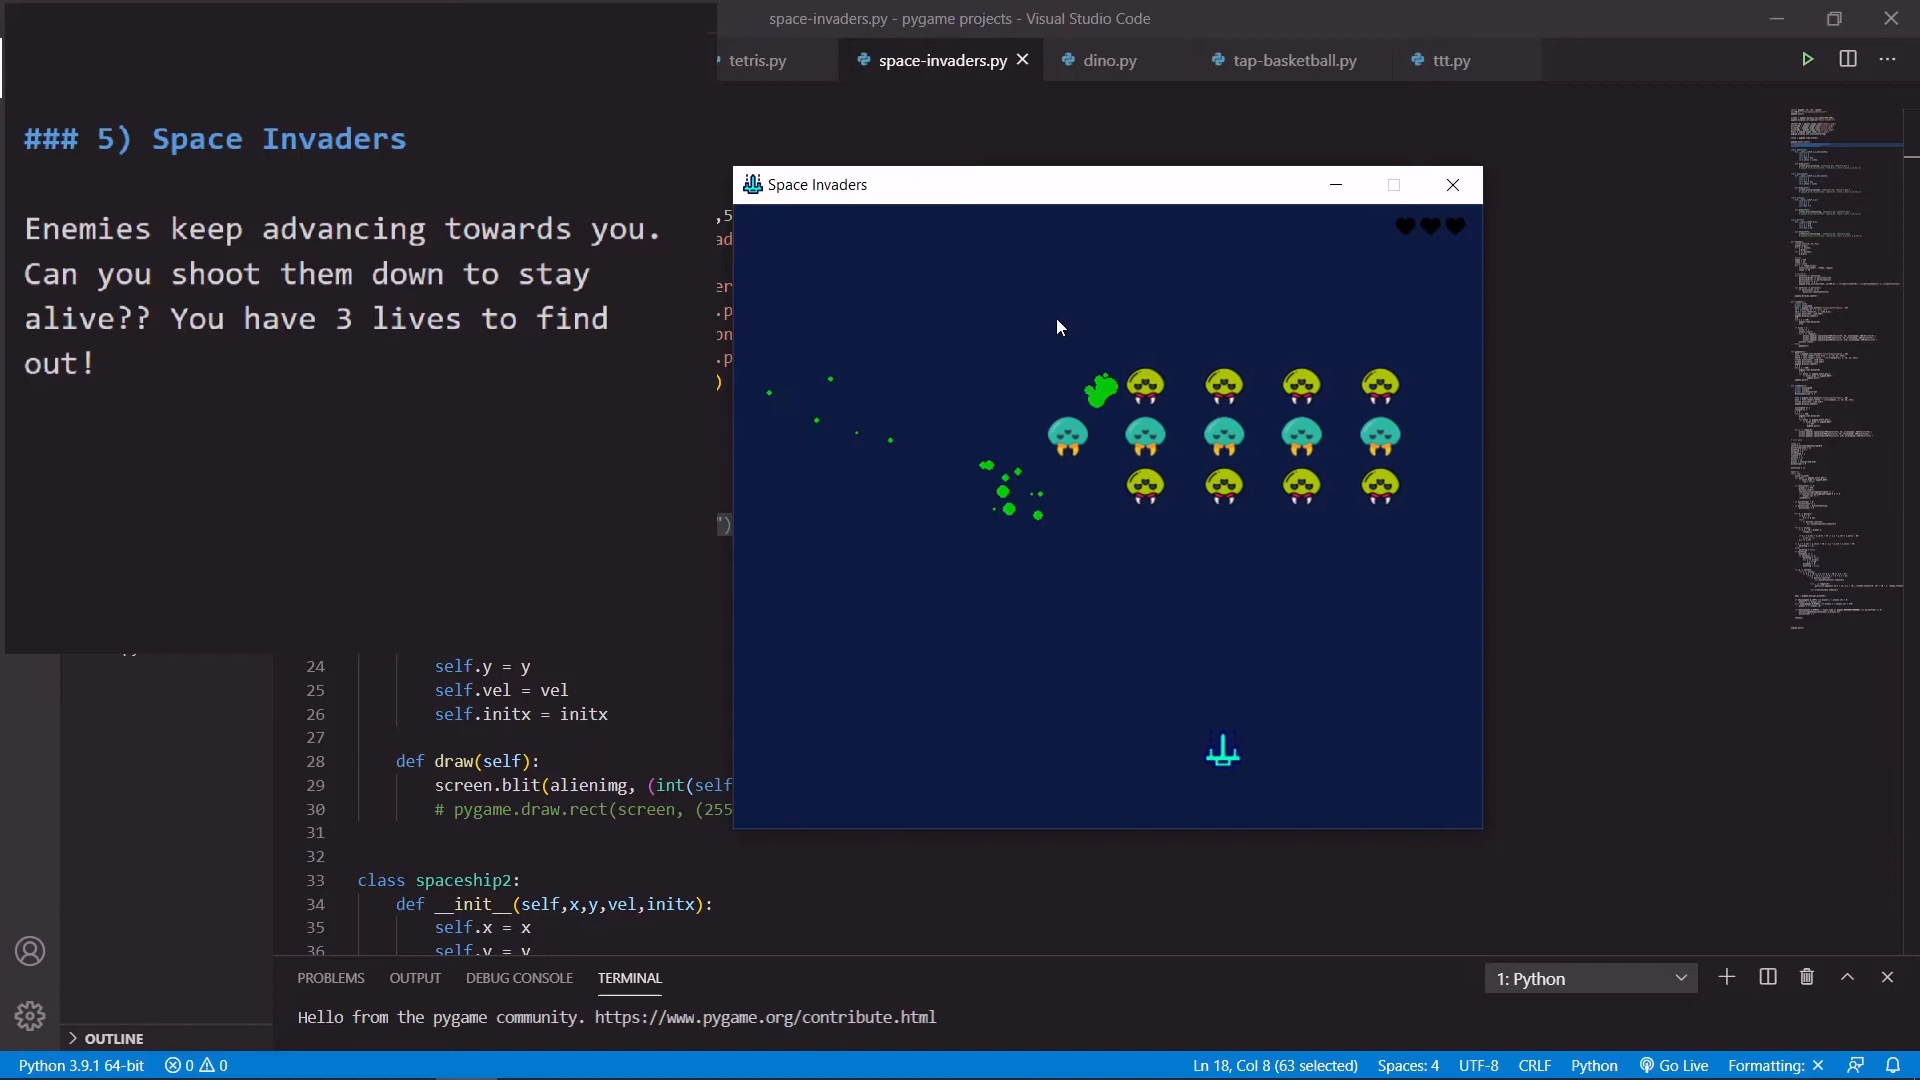 space-invaders.py - pygame projects - Visual Studio Code
tetris.py
space-invaders.py
dino.py
tap-basketball.py
ttt.py
### 5) Space Invaders
Enemies keep advancing towards you.
Can you shoot them down to stay
alive?? You have 3 lives to find
out!
Space Invaders
,5
ad
er
.p
on
.p
)
")
24 self.y = y
25 self.vel = vel
26 self.initx = initx
27
28 def draw(self):
29 screen.blit(alienimg, (int(self
30 # pygame.draw.rect(screen, (255
31
32
33 class spaceship2:
34 def __init__(self,x,y,vel,initx):
35 self.x = x
36 self.y = y
PROBLEMS OUTPUT DEBUG CONSOLE TERMINAL
1: Python
Hello from the pygame community. https://www.pygame.org/contribute.html
OUTLINE
Python 3.9.1 64-bit 0 0
Ln 18, Col 8 (63 selected) Spaces: 4 UTF-8 CRLF Python Go Live Formatting: ✕